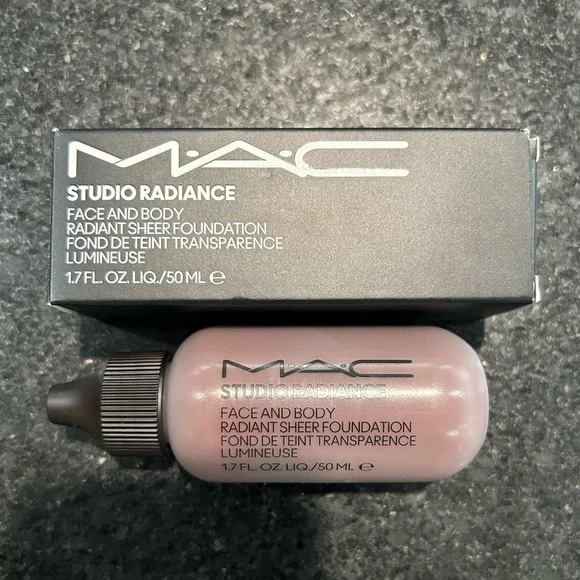 M·A·C
STUDIO RADIANCE
FACE AND BODY
RADIANT SHEER FOUNDATION
FOND DE TEINT TRANSPARENCE
LUMINEUSE
1.7 FL. OZ. LIQ./50 ML ℮
M·A·C
STUDIO RADIANCE
FACE AND BODY
RADIANT SHEER FOUNDATION
FOND DE TEINT TRANSPARENCE
LUMINEUSE
1.7 FL. OZ. LIQ./50 ML ℮